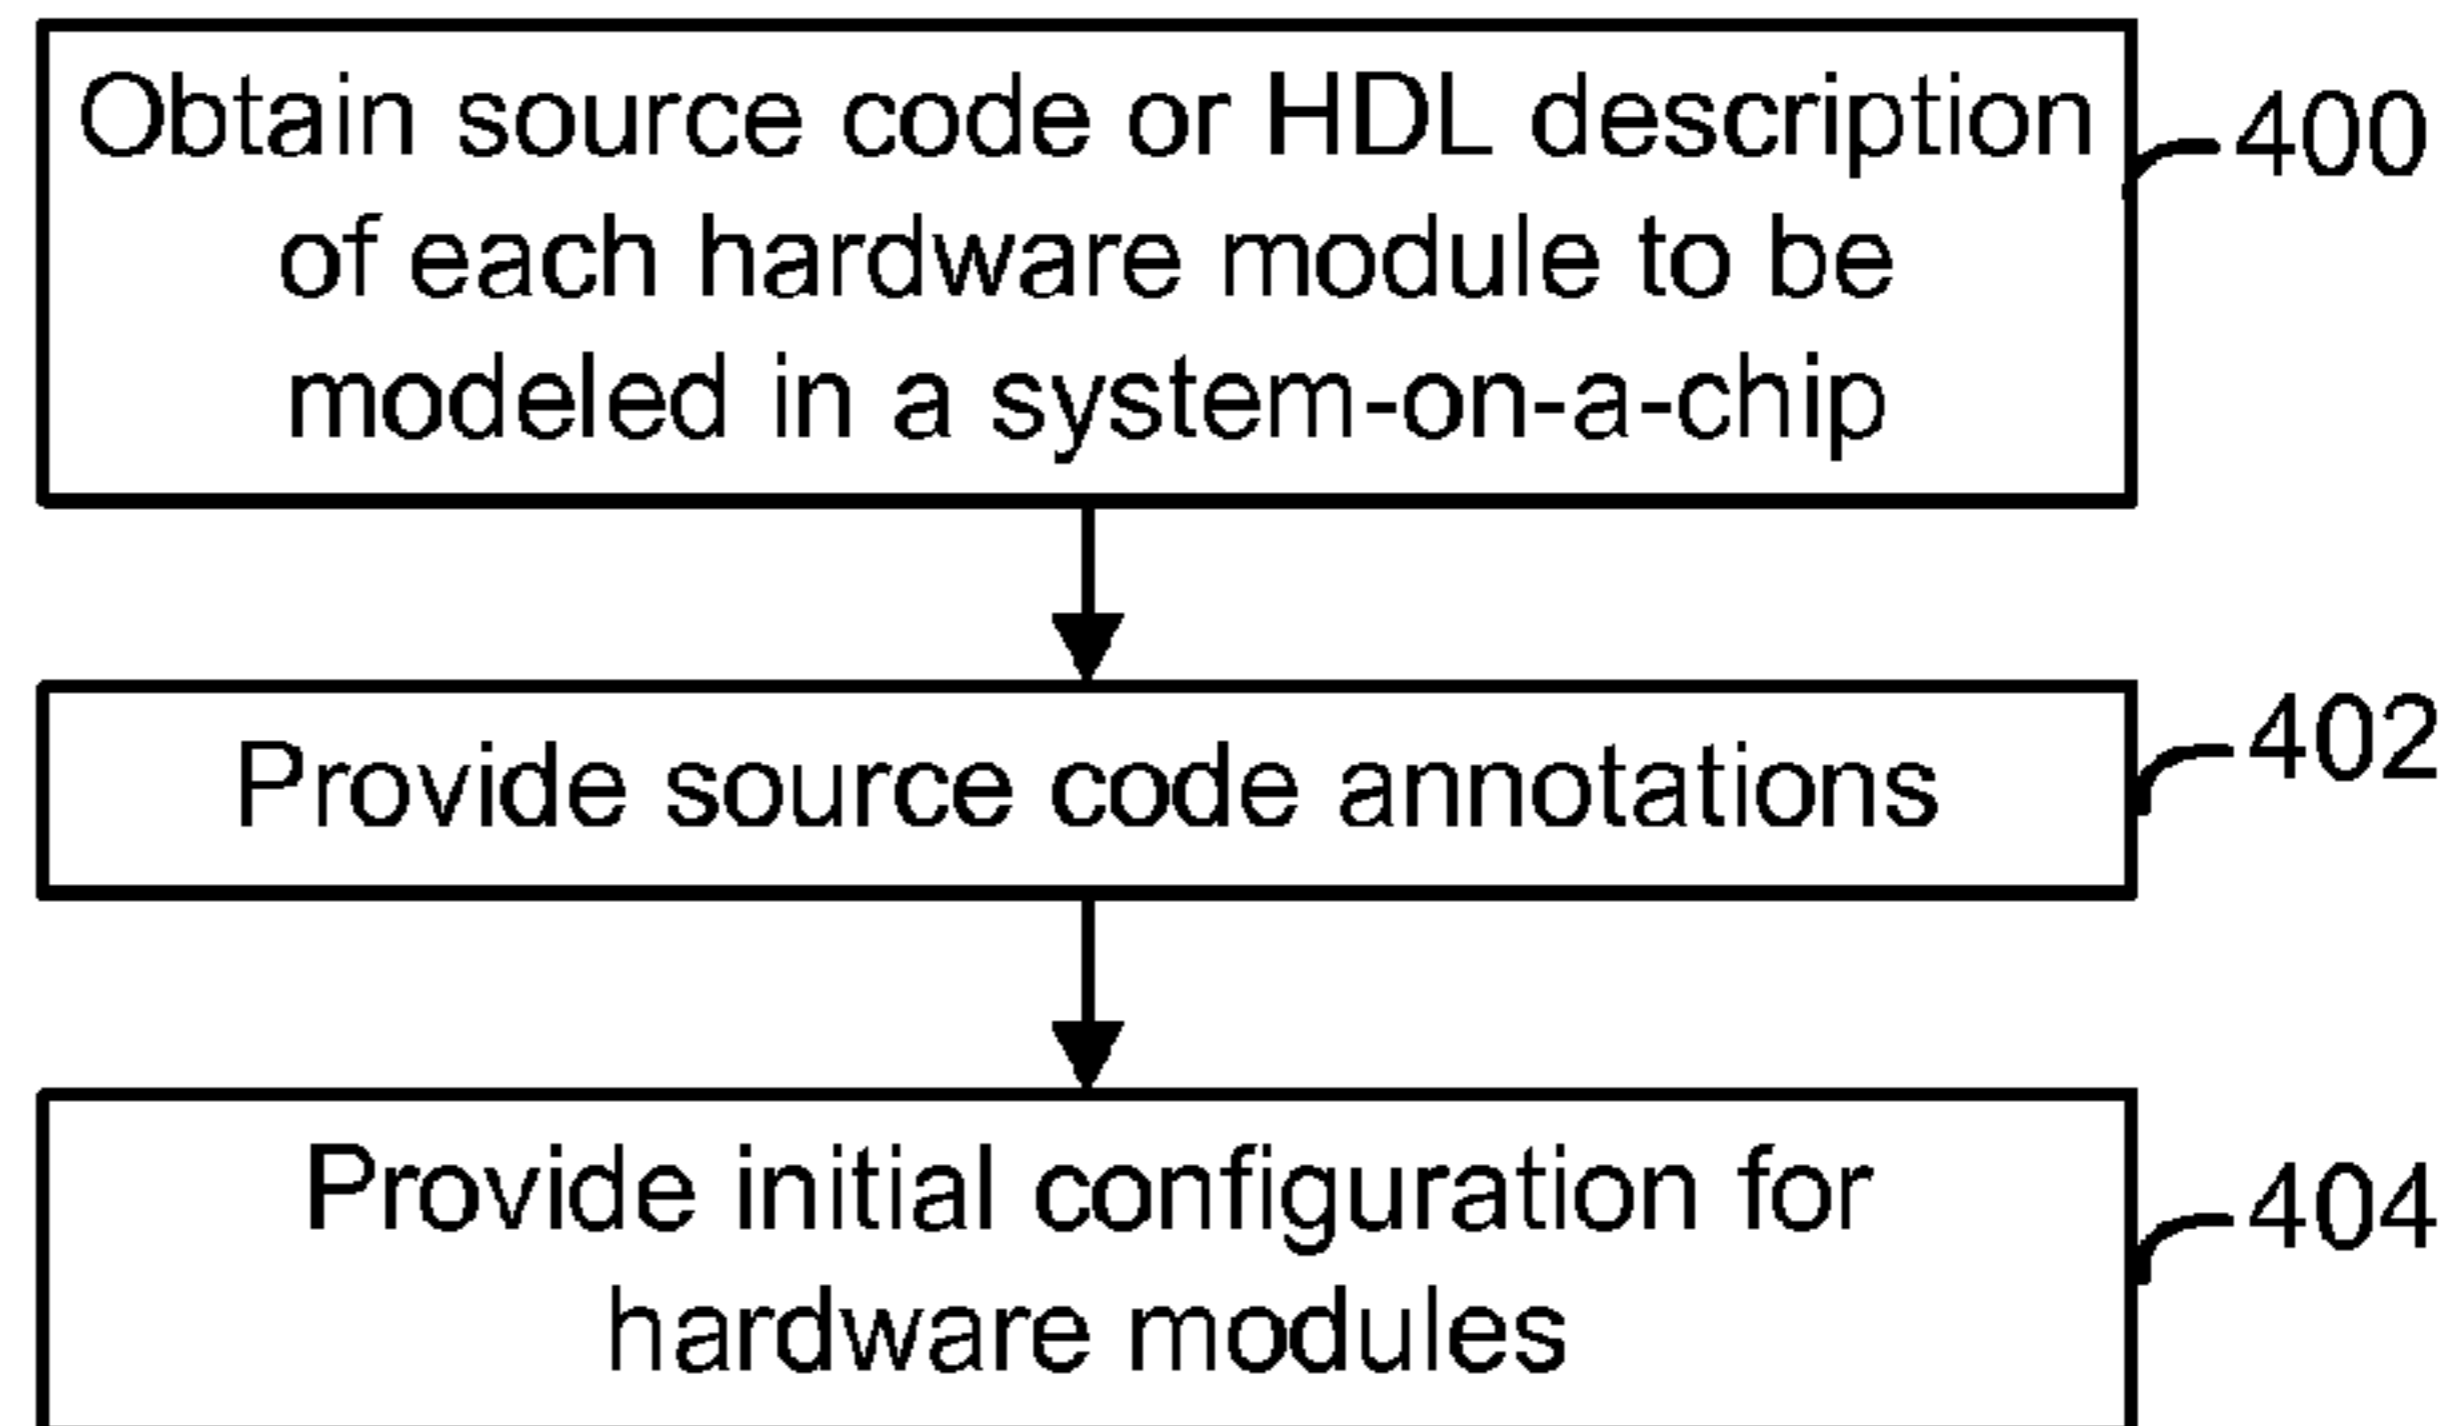 Obtain source code or HDL description
of each hardware module to be
modeled in a system-on-a-chip
400
Provide source code annotations
402
Provide initial configuration for
hardware modules
404